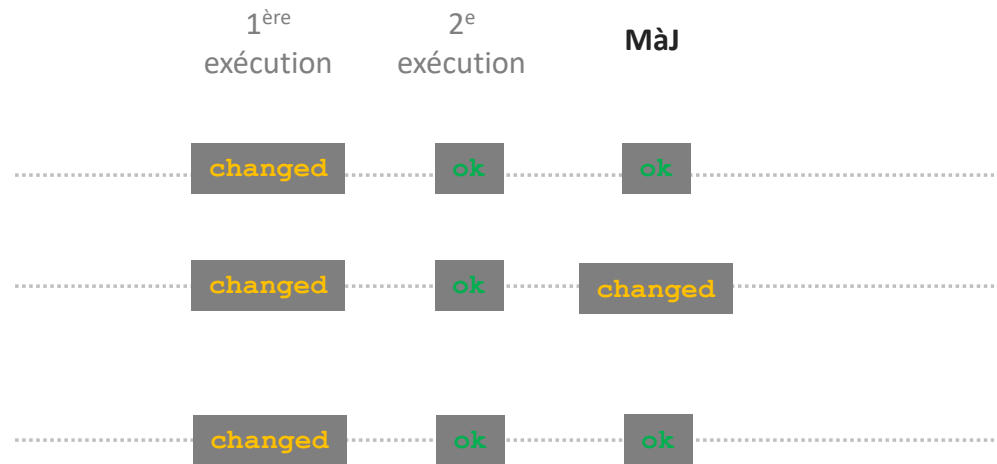 1ère
exécution
2e
exécution
MàJ
changed ok ok
changed ok changed
changed ok ok